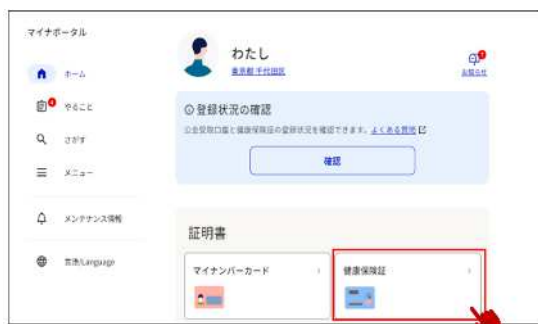 マイナポータル
ホーム
やること
さがす
メニュー
メンテナンス情報
言語/Language
わたし
東京都 千代田区
お知らせ
登録状況の確認
公金受取口座と健康保険証の登録状況を確認できます。よくある質問
確認
証明書
マイナンバーカード
健康保険証